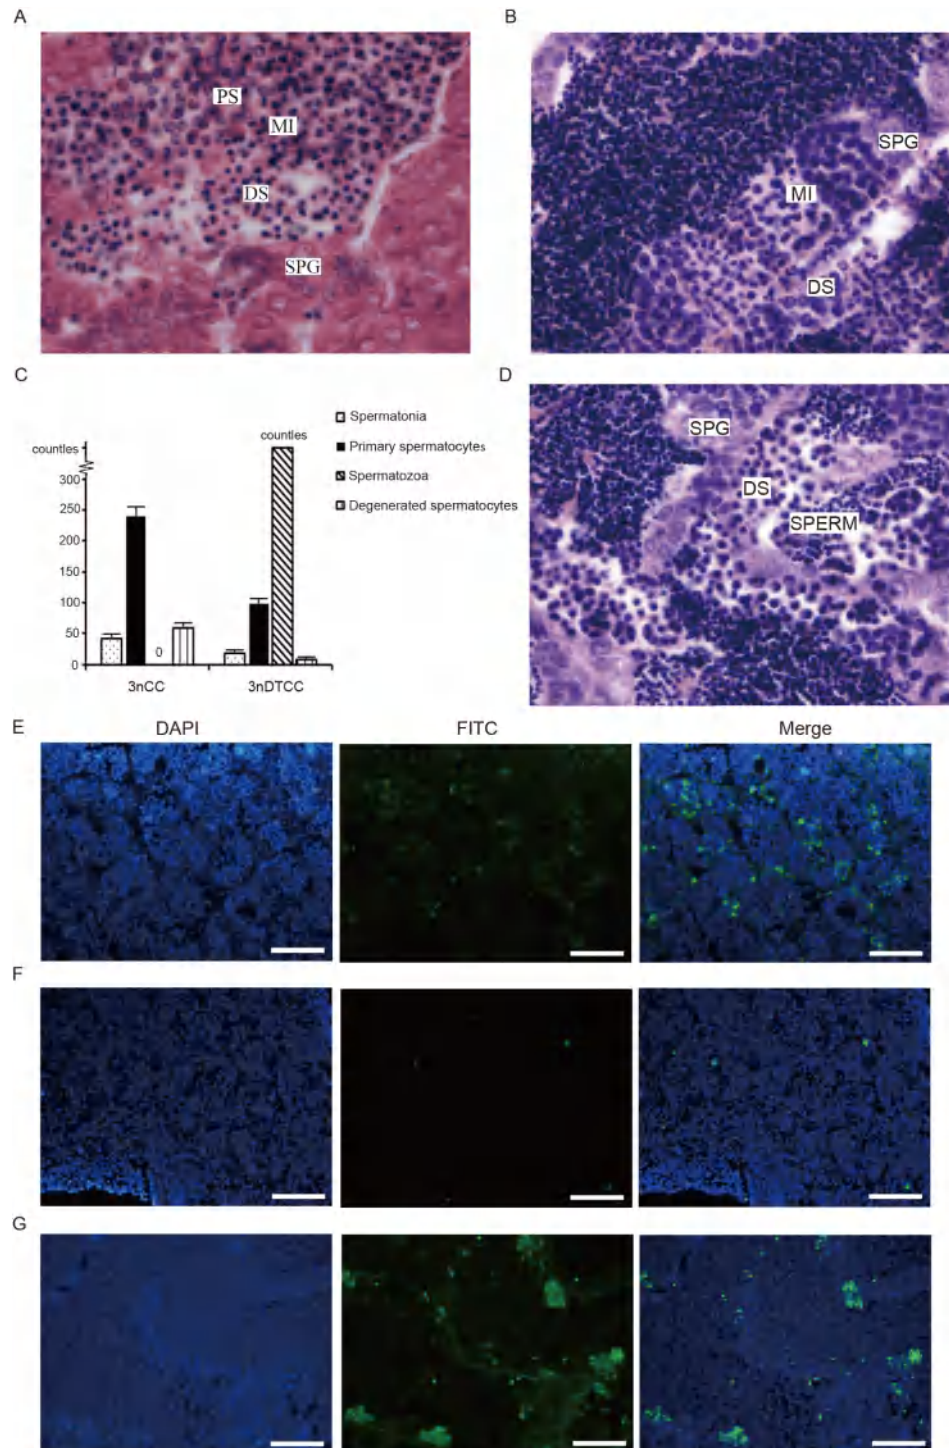 A
PS
MI
DS
SPG
B
SPG
MI
DS
C
countles
300
250
200
150
100
50
0
0
countles
3nCC
3nDTCC
Spermatonia
Primary spermatocytes
Spermatozoa
Degenerated spermatocytes
D
SPG
DS
SPERM
E
DAPI
FITC
Merge
F
G